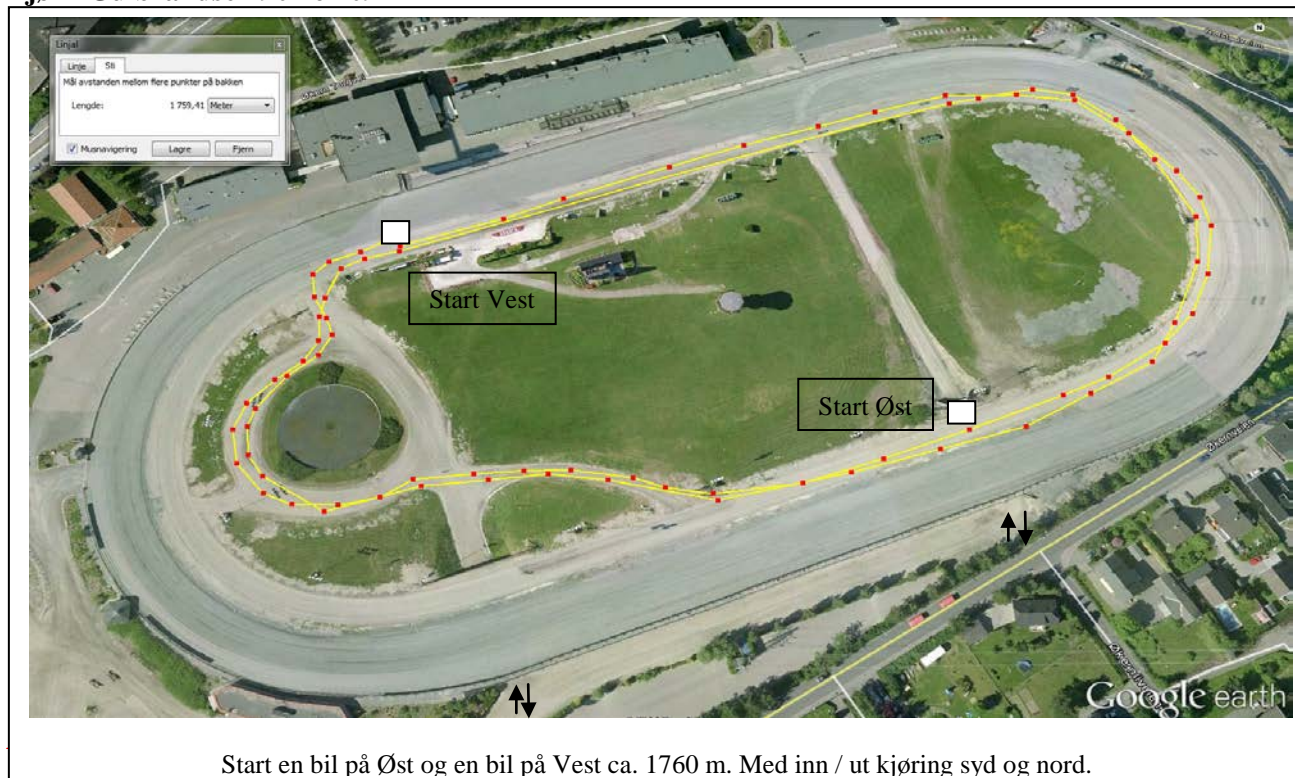 Linjal
Linje Sti
Mål avstanden mellom flere punkter på bakken
Lengde: 1 759,41 Meter
Musnavigering Lagre Fjern
N
Start Vest
Start Øst
Økernveien
Google earth
Start en bil på Øst og en bil på Vest ca. 1760 m. Med inn / ut kjøring syd og nord.